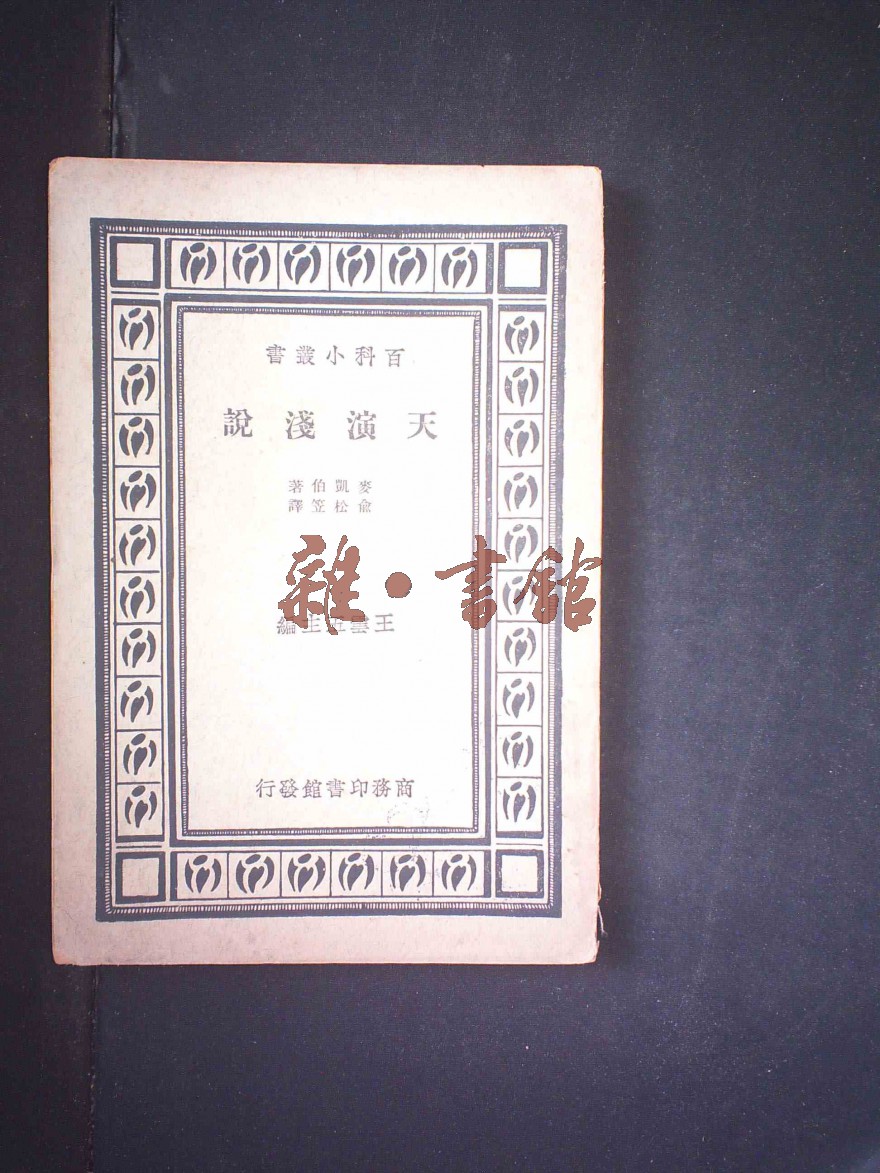 百科小叢書
天演淺說
麥凱伯著
俞松笠譯
雜·書館
王雲五主編
商務印書館發行